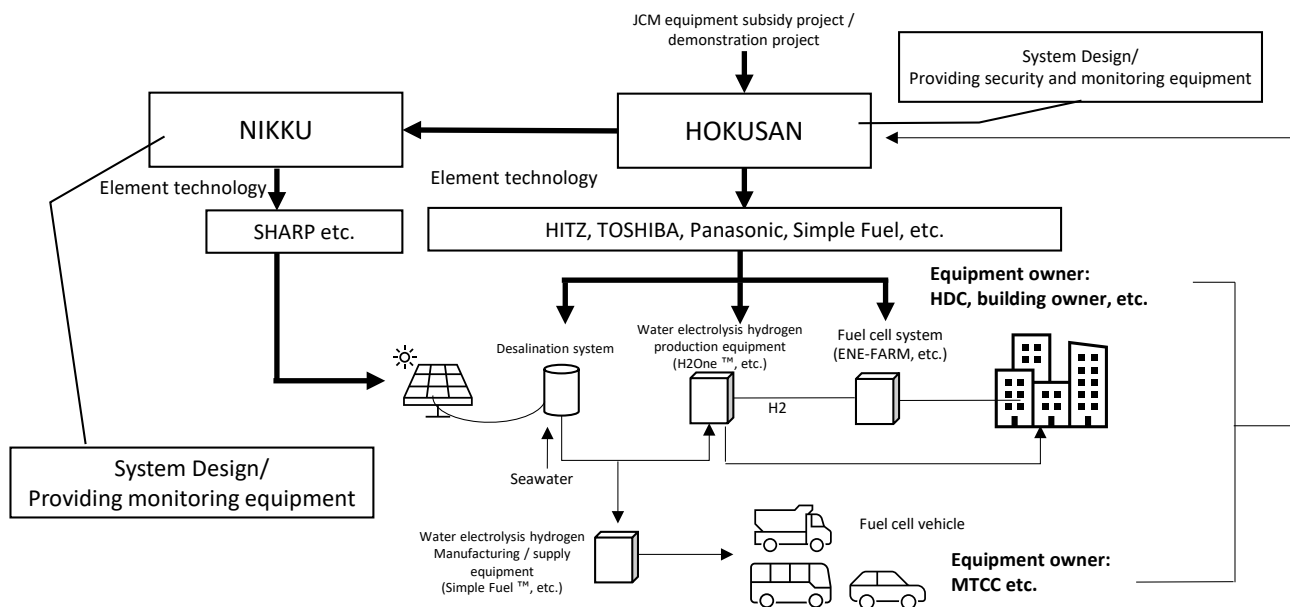 JCM equipment subsidy project /
demonstration project
System Design/
Providing security and monitoring equipment
NIKKU
HOKUSAN
Element technology
Element technology
SHARP etc.
HITZ, TOSHIBA, Panasonic, Simple Fuel, etc.
Equipment owner:
HDC, building owner, etc.
Desalination system
Water electrolysis hydrogen
production equipment
(H2One ™, etc.)
Fuel cell system
(ENE-FARM, etc.)
H2
System Design/
Providing monitoring equipment
Seawater
Water electrolysis hydrogen
Manufacturing / supply
equipment
(Simple Fuel ™, etc.)
Fuel cell vehicle
Equipment owner:
MTCC etc.